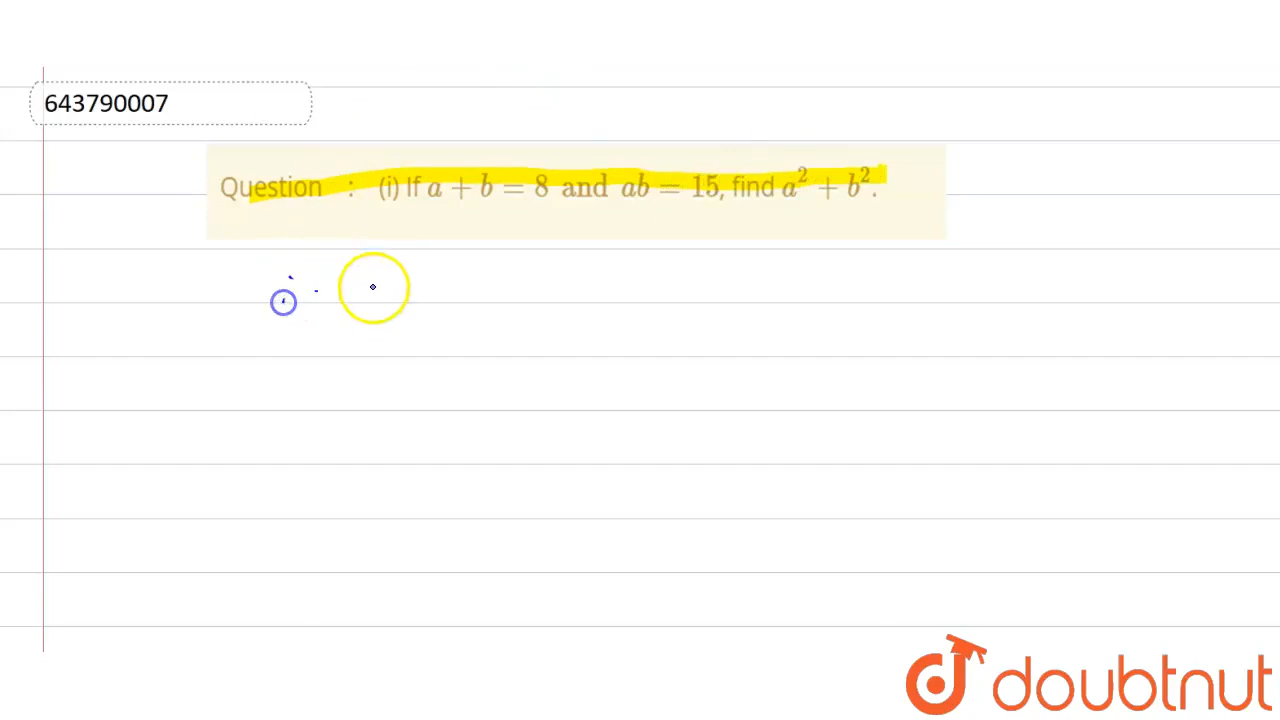 643790007
Question : (i) If a + b = 8 and ab = 15, find a² + b².
doubtnut